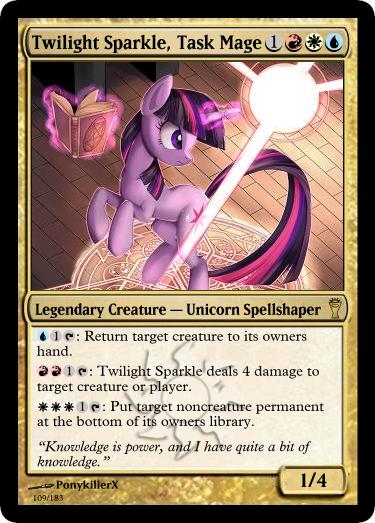 Twilight Sparkle, Task Mage 1
Legendary Creature — Unicorn Spellshaper
1 : Return target creature to its owners
hand.
1 : Twilight Sparkle deals 4 damage to
target creature or player.
1 : Put target noncreature permanent
at the bottom of its owners library.
“Knowledge is power, and I have quite a bit of
knowledge.”
1/4
PonykillerX
109/183